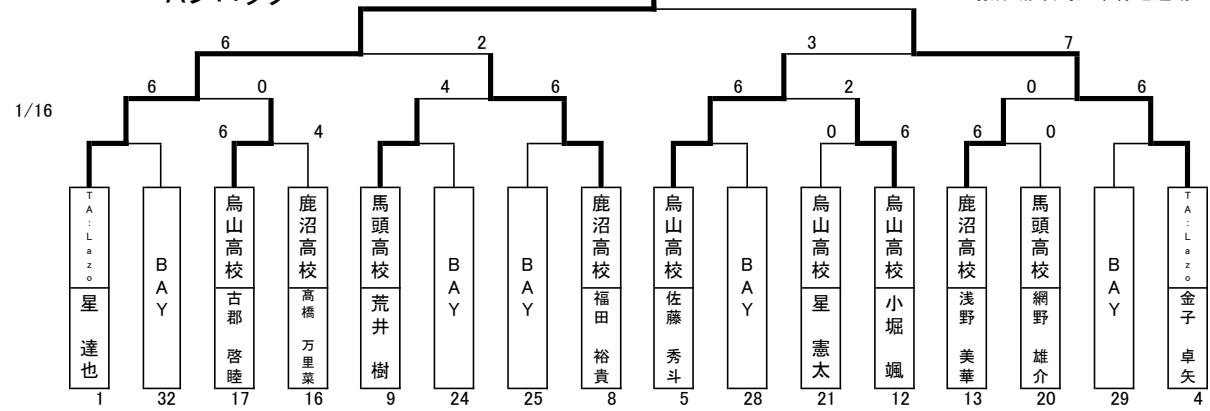 6 2 3 7
6 0 4 6 6 2 0 6
1/16
6 4 0 6 6 0
TA:Lazo 星 達也
BAY
烏山高校 古郡 啓睦
鹿沼高校 高橋 万里菜
馬頭高校 荒井 樹
BAY
BAY
鹿沼高校 福田 裕貴
烏山高校 佐藤 秀斗
BAY
烏山高校 星 憲太
烏山高校 小堀 颯
鹿沼高校 浅野 美華
馬頭高校 網野 雄介
BAY
TA:Lazo 金子 卓矢
1 32 17 16 9 24 25 8 5 28 21 12 13 20 29 4